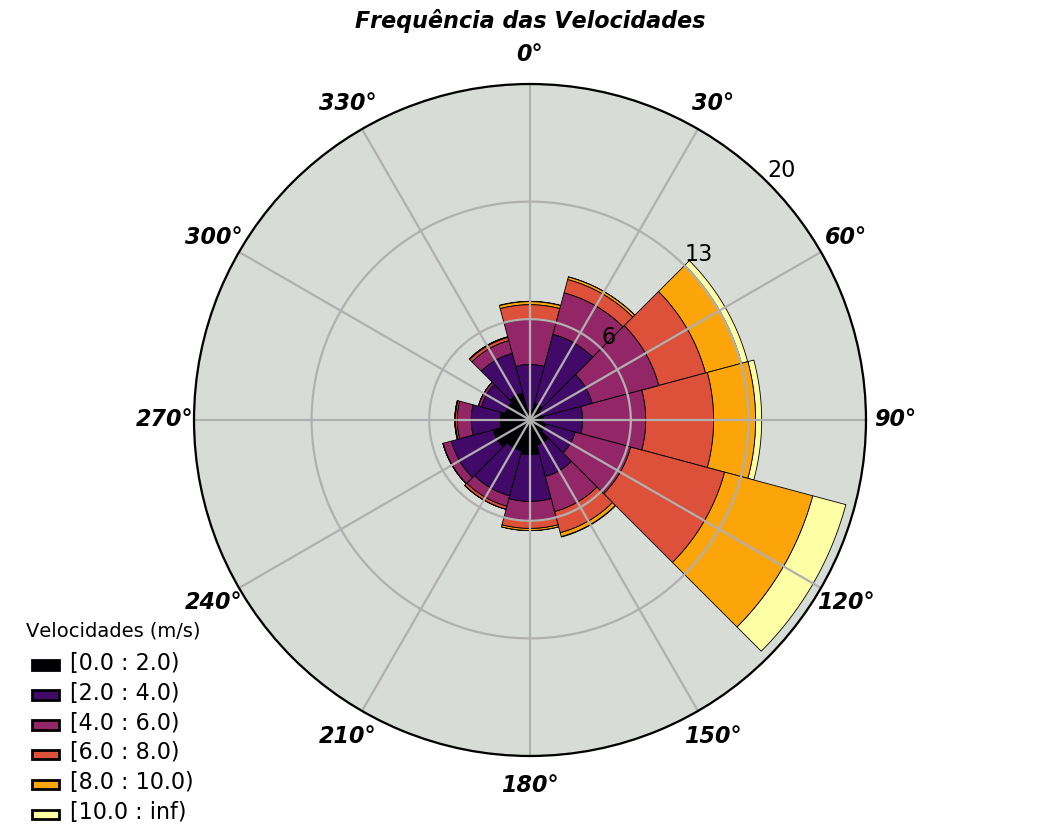 Frequência das Velocidades
0°
330°
30°
20
300°
60°
13
6
270°
90°
240°
120°
210°
150°
180°
Velocidades (m/s)
[0.0 : 2.0)
[2.0 : 4.0)
[4.0 : 6.0)
[6.0 : 8.0)
[8.0 : 10.0)
[10.0 : inf)